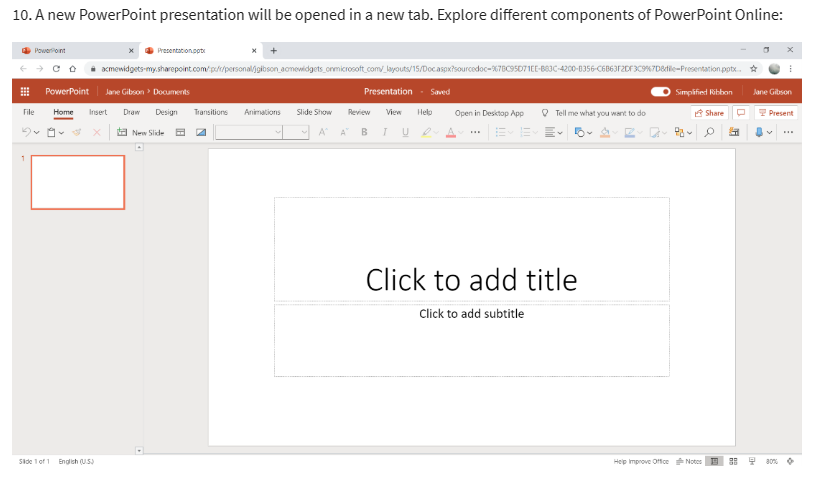 10. A new PowerPoint presentation will be opened in a new tab. Explore different components of PowerPoint Online:
PowerPoint × Presentation.pptx × +
acmewidgets-my.sharepoint.com/:p:/r/personal/jgibson_acmewidgets_onmicrosoft_com/_layouts/15/Doc.aspx?sourcedoc=%7BC95D71EE-B83C-4200-B356-C6B63F2DF3C9%7D&file=Presentation.pptx...
PowerPoint Jane Gibson > Documents Presentation - Saved Simplified Ribbon Jane Gibson
File Home Insert Draw Design Transitions Animations Slide Show Review View Help Open in Desktop App Tell me what you want to do Share Present
New Slide A A B I U A ...
1
Click to add title
Click to add subtitle
Slide 1 of 1 English (U.S.) Help Improve Office Notes 80%